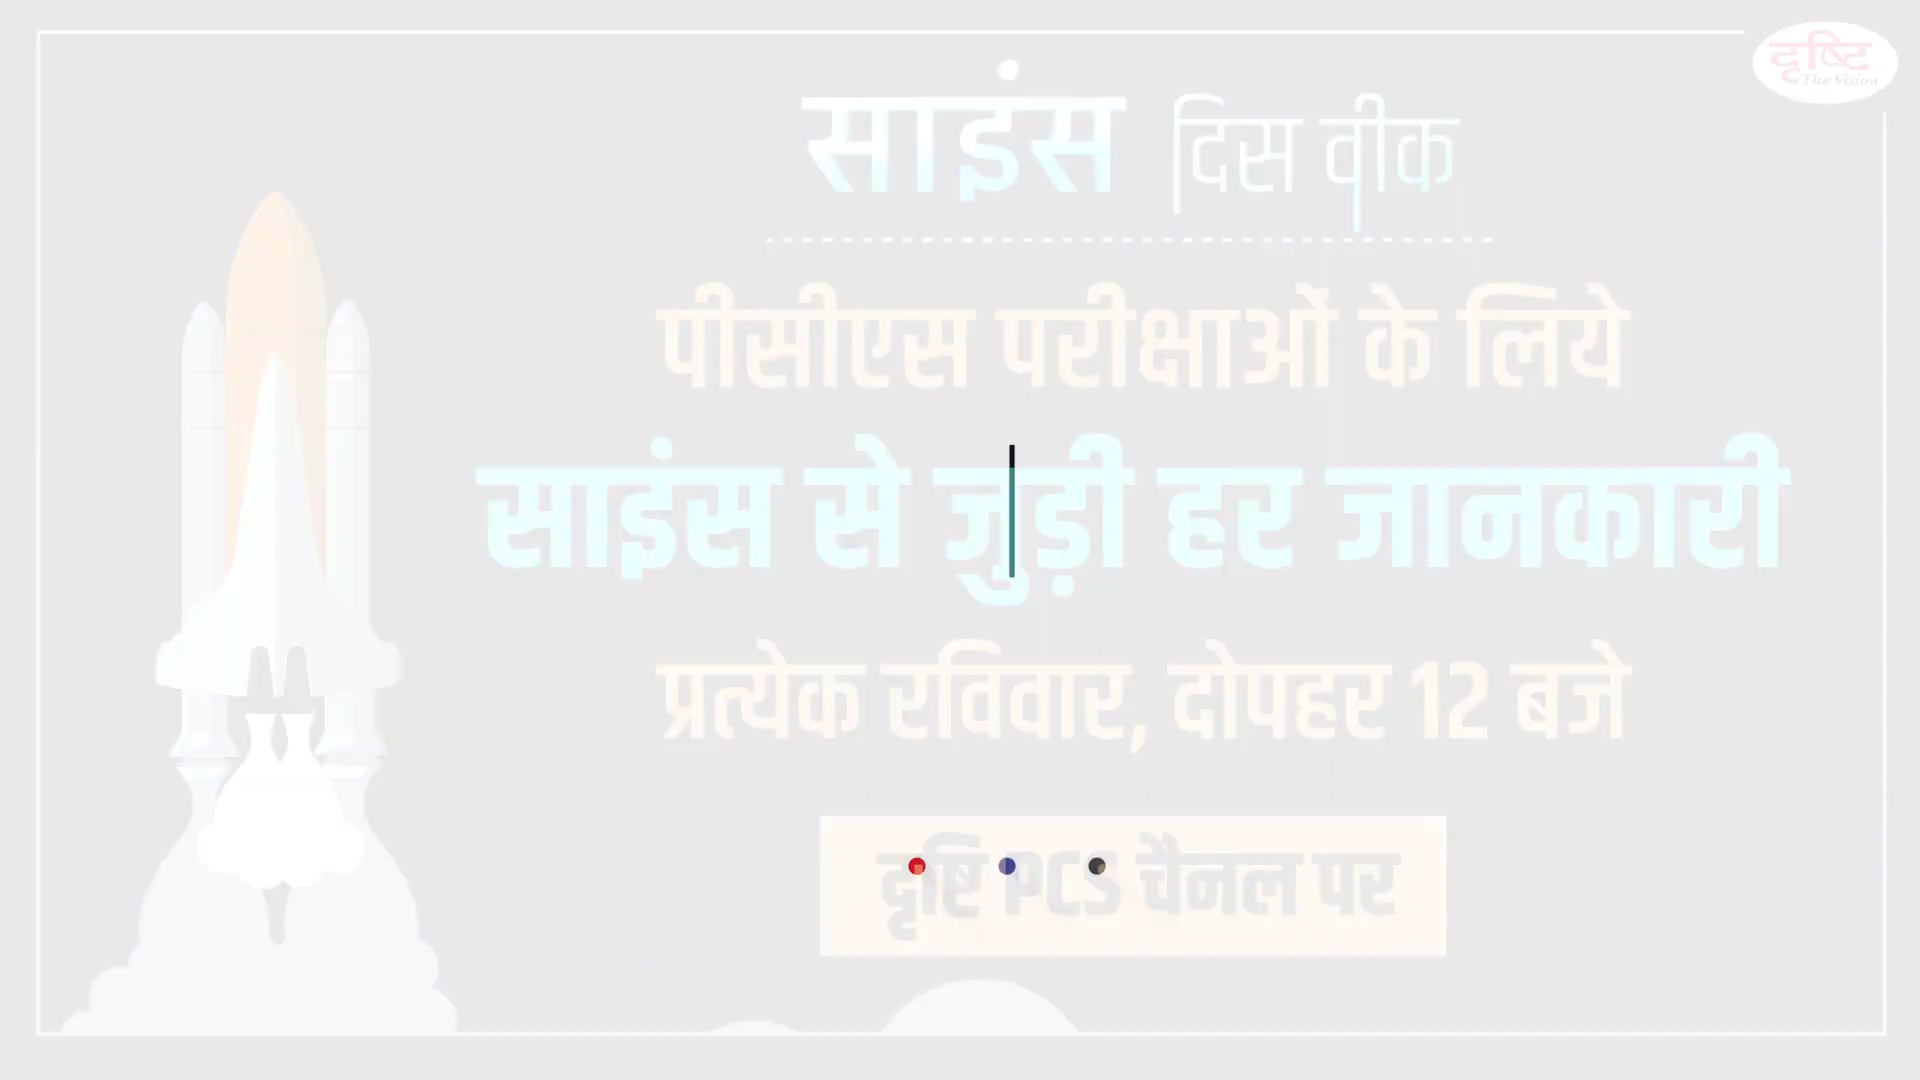 दृष्टि
The Vision
साइंस दिस वीक
पीसीएस परीक्षाओं के लिये
साइंस से जुड़ी हर जानकारी
प्रत्येक रविवार, दोपहर 12 बजे
दृष्टि PCS चैनल पर